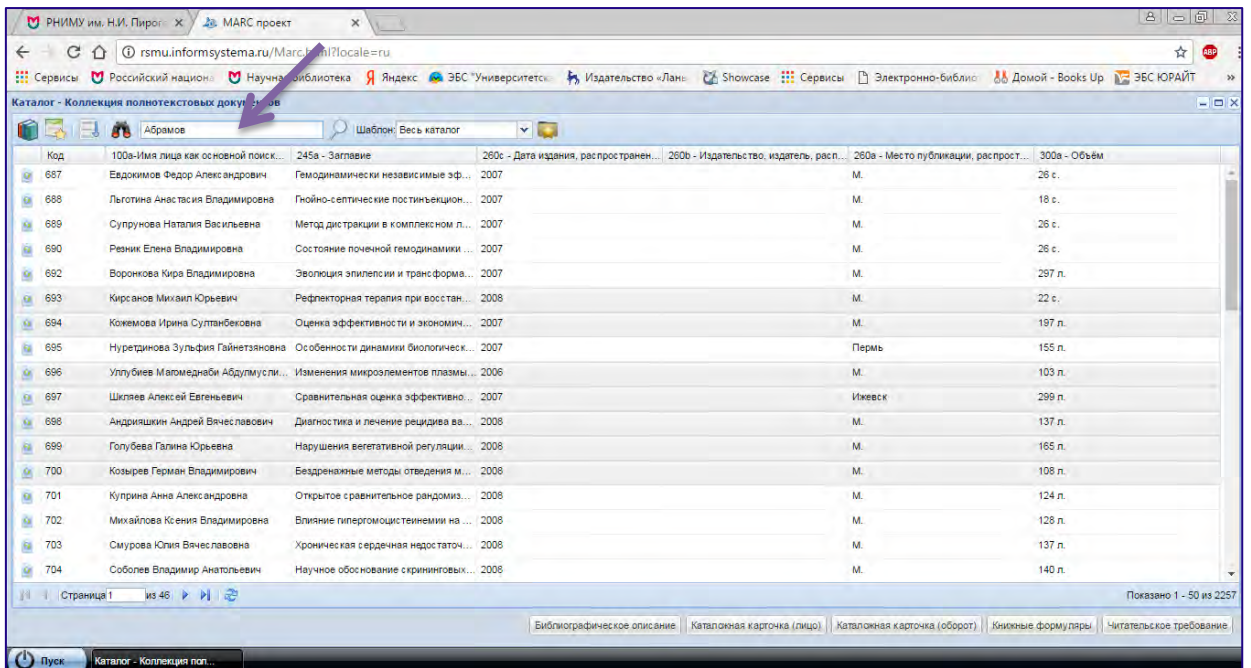 РНИМУ им. Н.И. Пирог МARC проект
rsmu.informsystema.ru/Marc.html?locale=ru
Сервисы Российский национ Научная библиотека Яндекс ЭБС "Университетск Издательство «Лань Showcase Сервисы Электронно-библио Домой - Books Up ЭБС ЮРАЙТ »
Каталог - Коллекция полнотекстовых документов
Абрамов Шаблон: Весь каталог
Код 100a-Имя лица как основной поиск... 245a - Заглавие 260c - Дата издания, распространен... 260b - Издательство, издатель, расп... 260a - Место публикации, распрост... 300a - Объём
687 Евдокимов Федор Александрович Гемодинамически независимые эф... 2007 М. 26 с.
688 Льготина Анастасия Владимировна Гнойно-септические постинъекцион... 2007 М. 18 с.
689 Супрунова Наталия Васильевна Метод дистракции в комплексном л... 2007 М. 26 с.
690 Резник Елена Владимировна Состояние почечной гемодинамики ... 2007 М. 26 с.
692 Воронкова Кира Владимировна Эволюция эпилепсии и трансформа... 2007 М. 297 л.
693 Кирсанов Михаил Юрьевич Рефлекторная терапия при восстан... 2008 М. 22 с.
694 Кожемова Ирина Султанбековна Оценка эффективности и экономич... 2007 М. 197 л.
695 Нуретдинова Зульфия Гайнетзяновна Особенности динамики биологическ... 2007 Пермь 155 л.
696 Уллубиев Магомеднаби Абдулмусли... Изменения микроэлементов плазмы... 2006 М. 103 л.
697 Шкляев Алексей Евгеньевич Сравнительная оценка эффективно... 2007 Ижевск 299 л.
698 Андрияшкин Андрей Вячеславович Диагностика и лечение рецидива ва... 2008 М. 137 л.
699 Голубева Галина Юрьевна Нарушения вегетативной регуляции... 2008 М. 165 л.
700 Козырев Герман Владимирович Бездренажные методы отведения м... 2008 М. 108 л.
701 Куприна Анна Александровна Открытое сравнительное рандомиз... 2008 М. 124 л.
702 Михайлова Ксения Владимировна Влияние гипергомоцистеинемии на ... 2008 М. 128 л.
703 Смурова Юлия Вячеславовна Хроническая сердечная недостаточ... 2008 М. 137 л.
704 Соболев Владимир Анатольевич Научное обоснование скрининговых... 2008 М. 140 л.
Страница 1 из 46 Показано 1 - 50 из 2257
Библиографическое описание Каталожная карточка (лицо) Каталожная карточка (оборот) Книжные формуляры Читательское требование
Пуск Каталог - Коллекция пол...